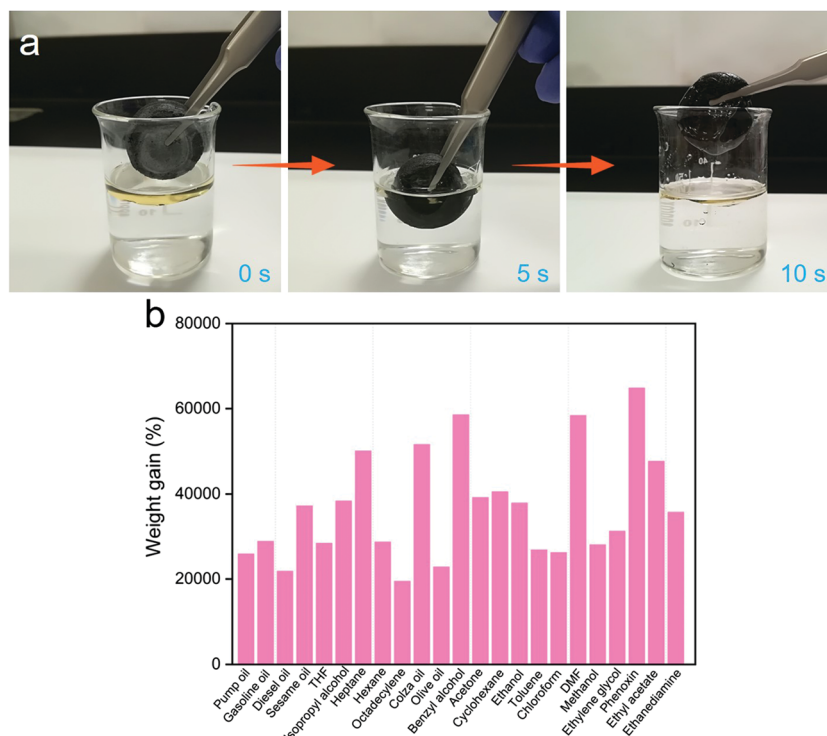 a
0 s
5 s
10 s
40
b
80000
60000
40000
20000
0
Weight gain (%)
Pump oil
Gasoline oil
Diesel oil
Sesame oil
THF
Isopropyl alcohol
Heptane
Hexane
Octadecylene
Colza oil
Olive oil
Benzyl alcohol
Acetone
Cyclohexane
Ethanol
Toluene
Chloroform
DMF
Methanol
Ethylene glycol
Phenoxin
Ethyl acetate
Ethanediamine